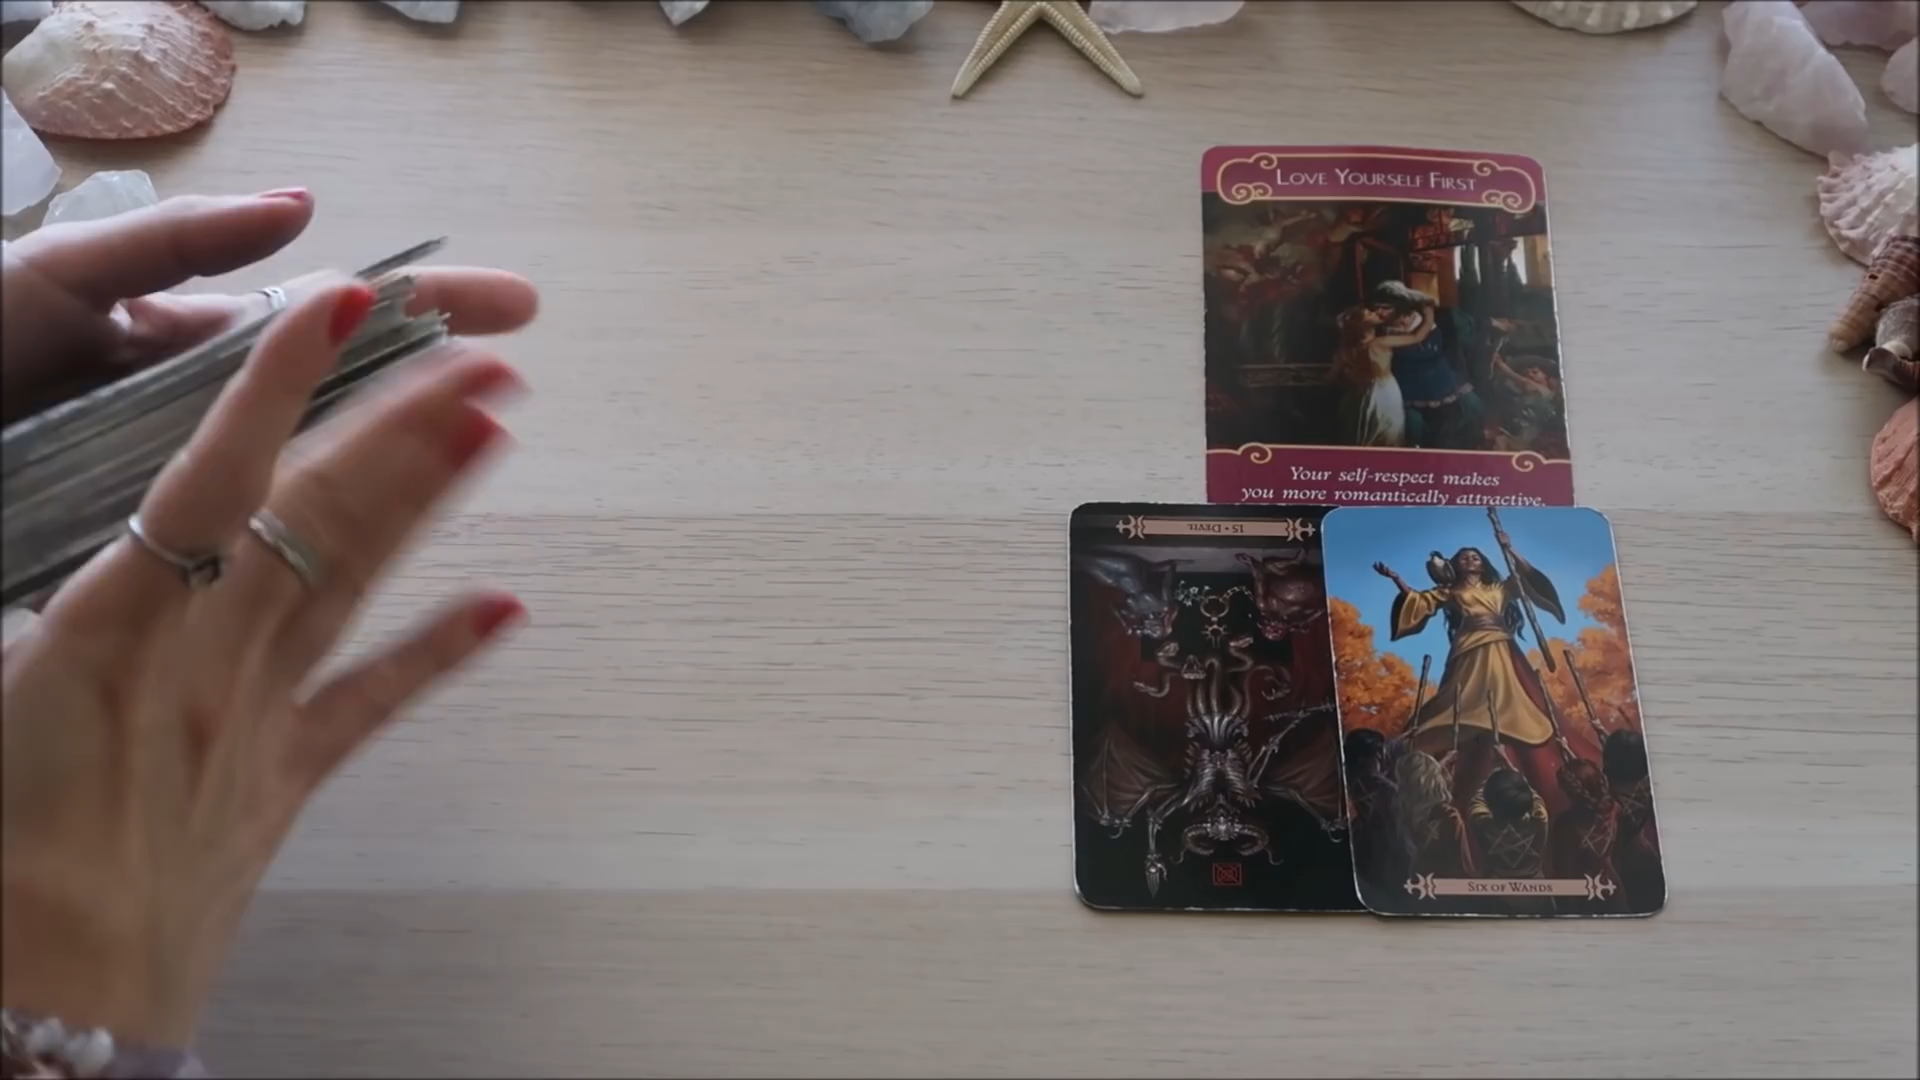 Love Yourself First
Your self-respect makes
you more romantically attractive.
15 • Devil
Six of Wands